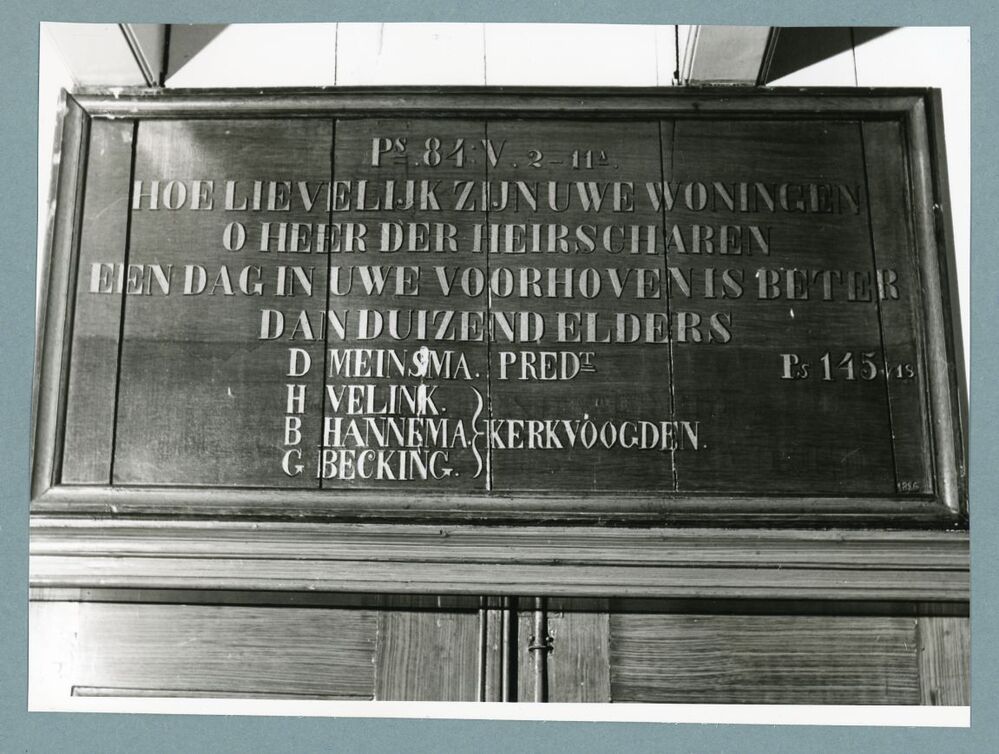 Ps. 84: V. 2-11a.
HOE LIEVELIJK ZIJN UWE WONINGEN
O HEER DER HEIRSCHAREN
EEN DAG IN UWE VOORHOVEN IS BETER
DAN DUIZEND ELDERS
D MEINSMA. PREDT Ps 145 v 18
H VELINK.
B HANNEMA. KERKVOOGDEN.
G BECKING.